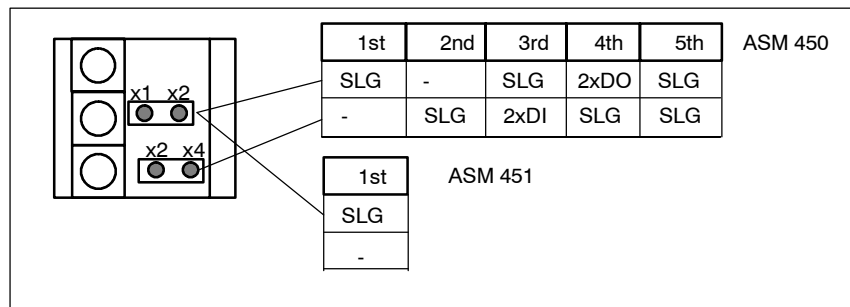 1st 2nd 3rd 4th 5th ASM 450
SLG - SLG 2xDO SLG
- SLG 2xDI SLG SLG
x1 x2
x2 x4
1st ASM 451
SLG
-